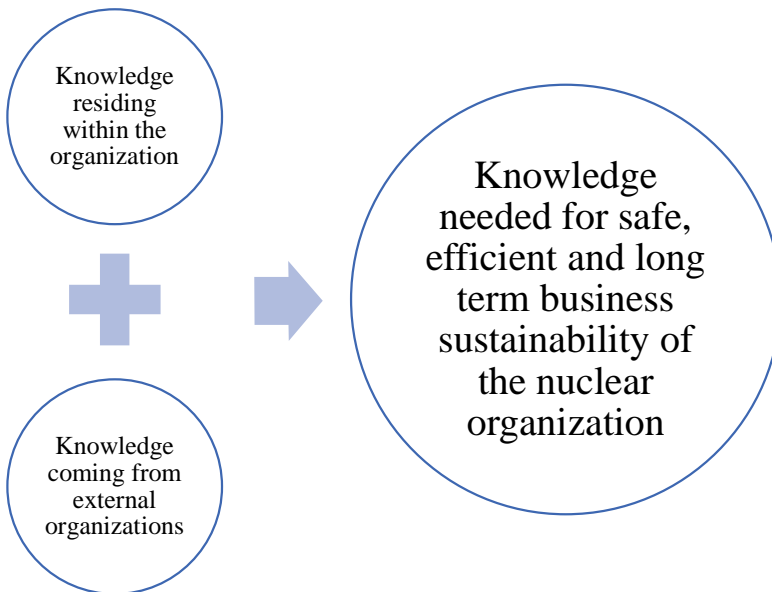 Knowledge
residing
within the
organization
Knowledge
coming from
external
organizations
Knowledge
needed for safe,
efficient and long
term business
sustainability of
the nuclear
organization